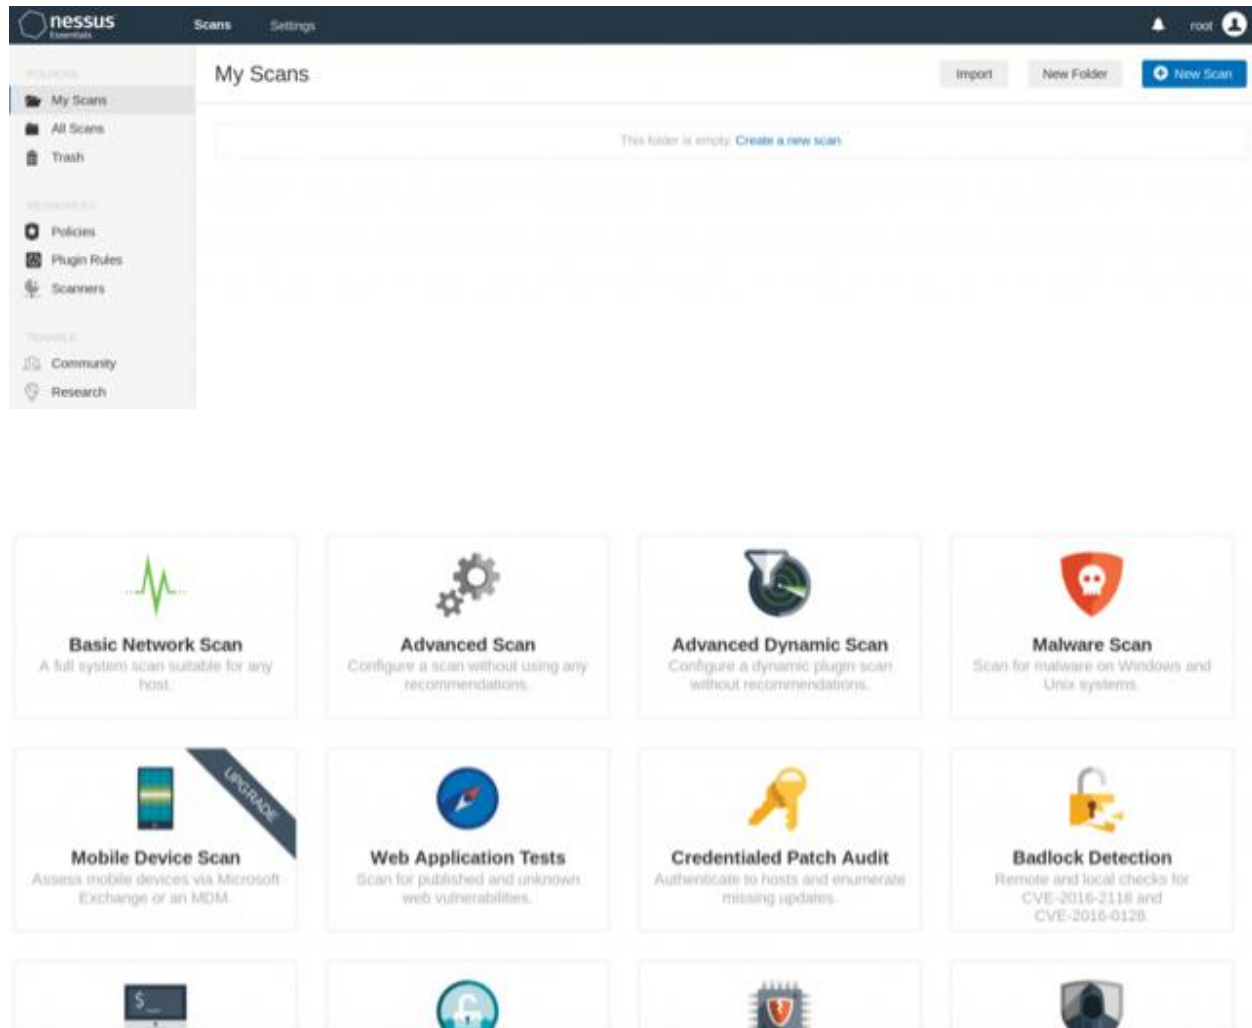 nessus
Essentials
Scans
Settings
root
FOLDERS
My Scans
All Scans
Trash
RESOURCES
Policies
Plugin Rules
Scanners
TENABLE
Community
Research
My Scans
Import
New Folder
New Scan
This folder is empty. Create a new scan.
Basic Network Scan
A full system scan suitable for any
host.
Advanced Scan
Configure a scan without using any
recommendations.
Advanced Dynamic Scan
Configure a dynamic plugin scan
without recommendations.
Malware Scan
Scan for malware on Windows and
Unix systems.
UPGRADE
Mobile Device Scan
Assess mobile devices via Microsoft
Exchange or an MDM.
Web Application Tests
Scan for published and unknown
web vulnerabilities.
Credentialed Patch Audit
Authenticate to hosts and enumerate
missing updates.
Badlock Detection
Remote and local checks for
CVE-2016-2118 and
CVE-2016-0128.
$_